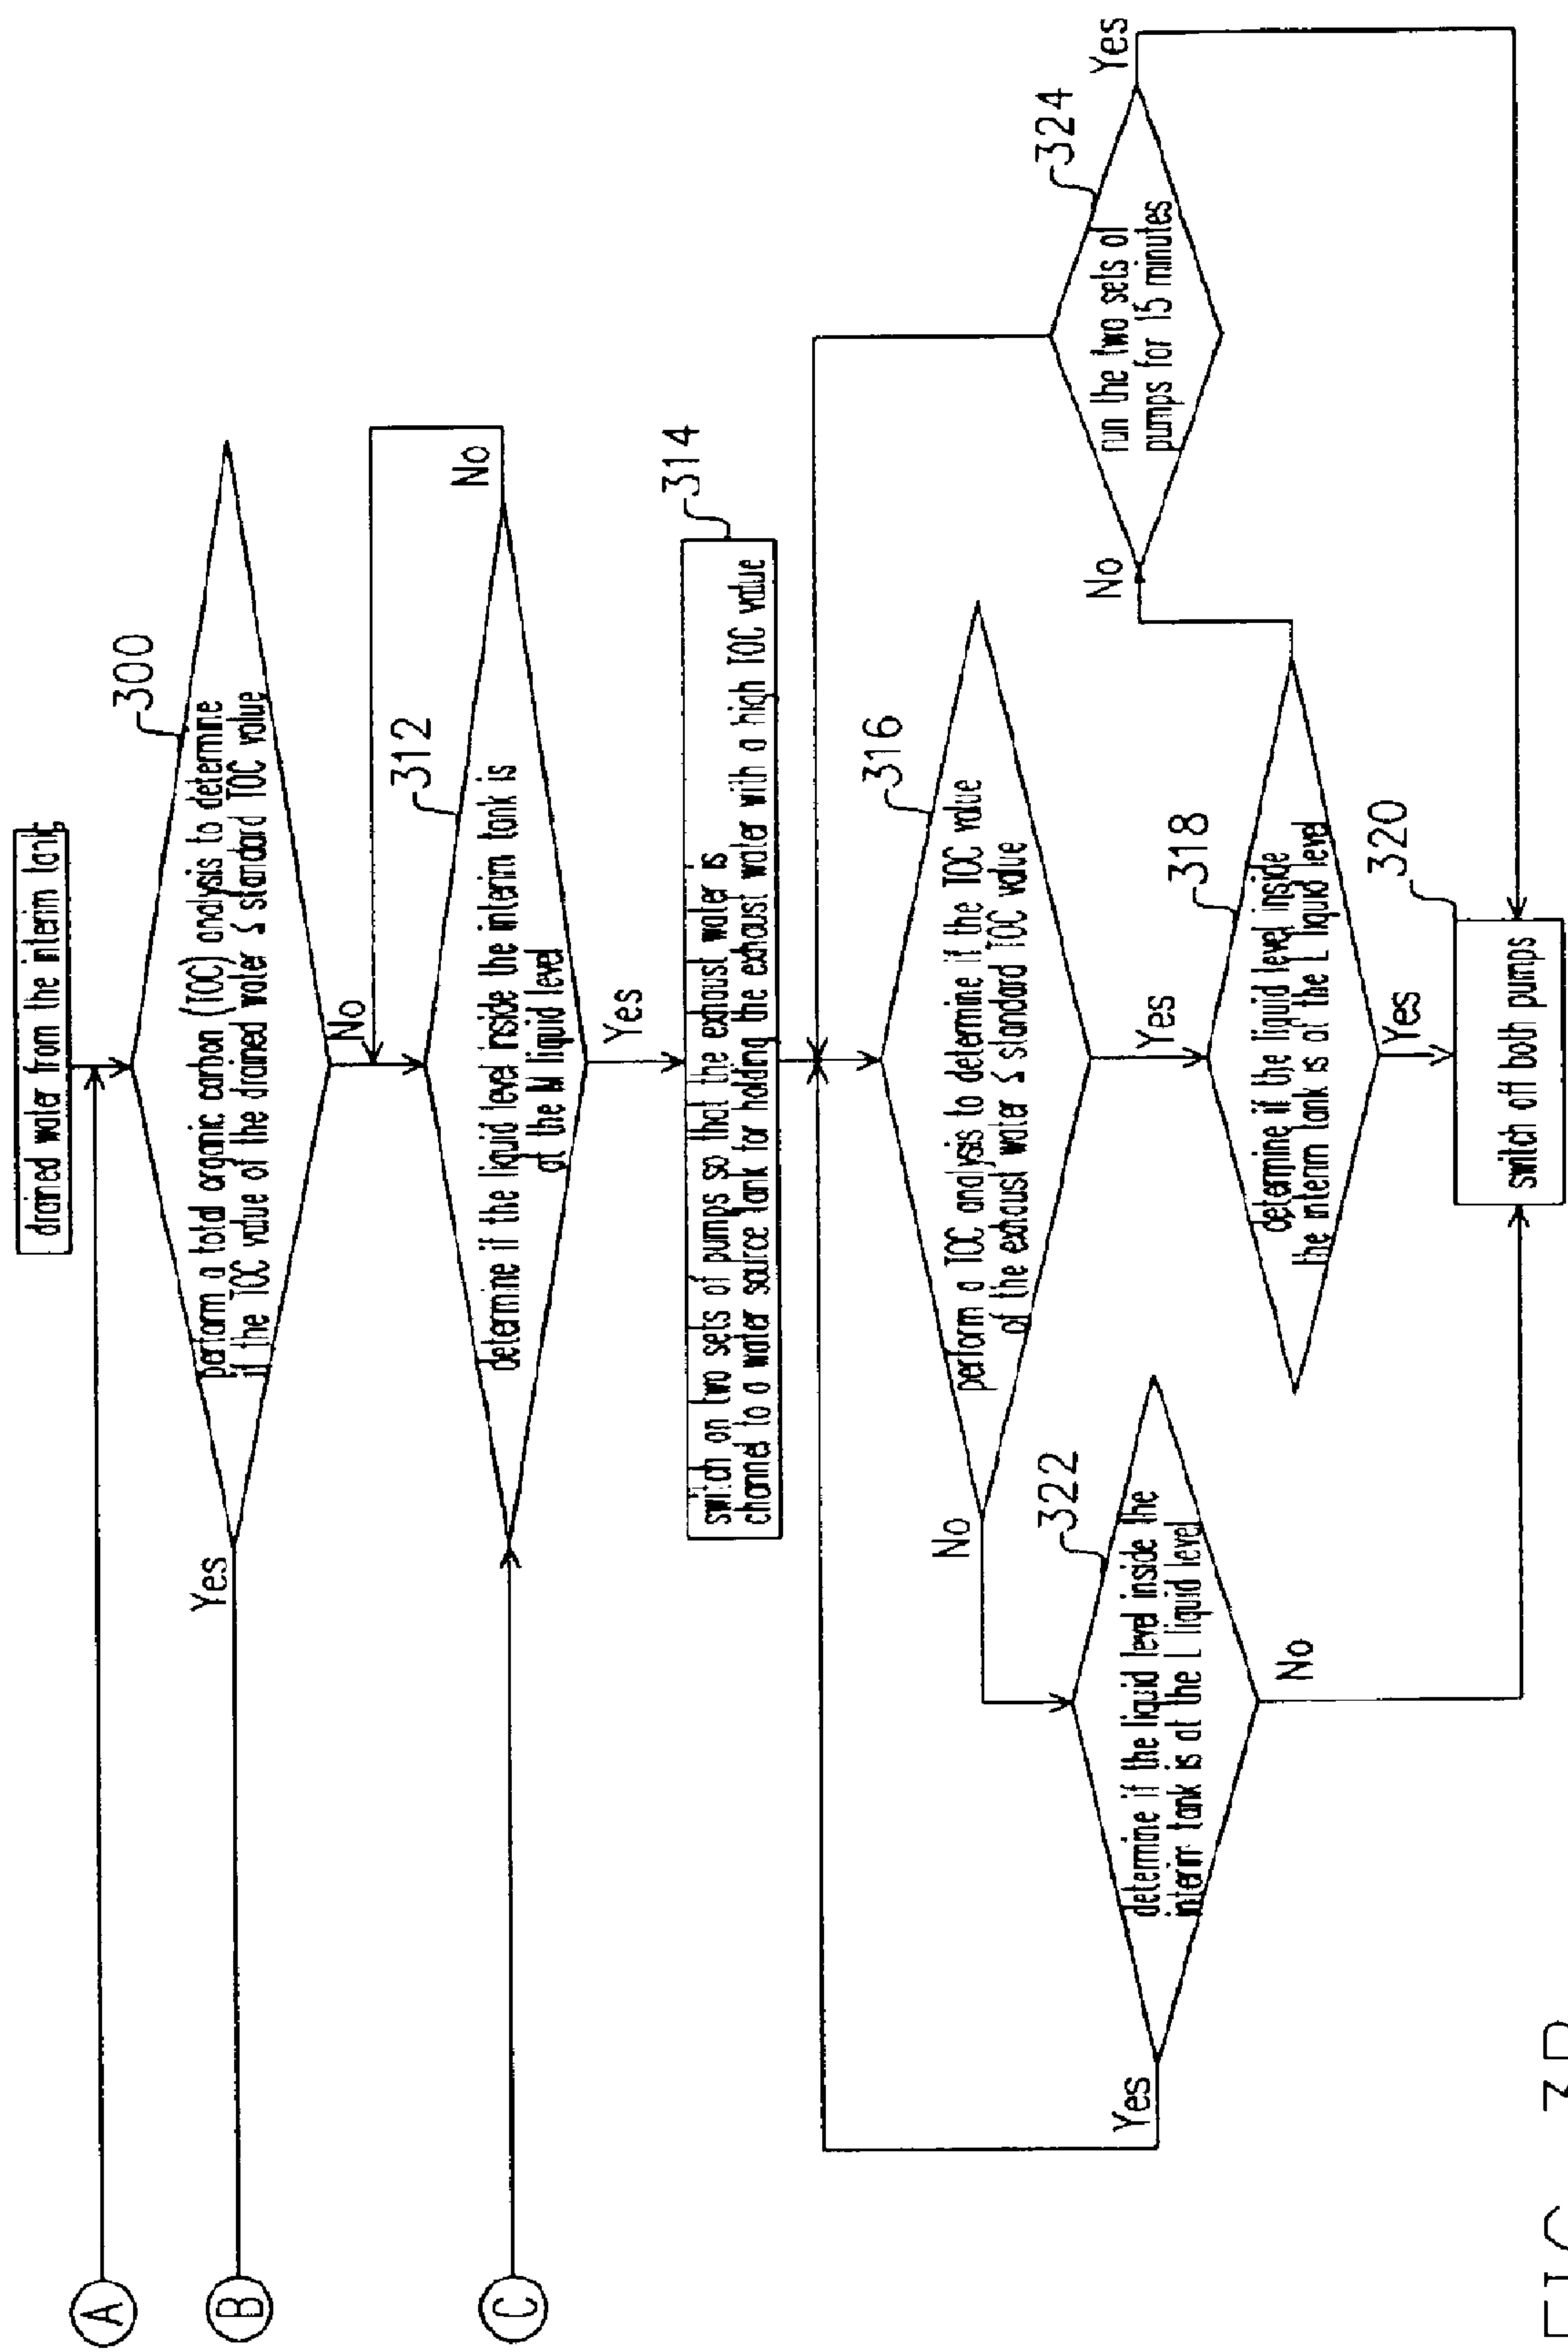 drained water from the interim tank
A
300
perform a total organic carbon (TOC) analysis to determine
if the TOC value of the drained water ≤ standard TOC value
Yes
B
No
312
determine if the liquid level inside the interim tank is
at the M liquid level
No
C
Yes
314
switch on two sets of pumps so that the exhaust water is
channel to a water source tank for holding the exhaust water with a high TOC value
316
perform a TOC analysis to determine if the TOC value
of the exhaust water ≤ standard TOC value
No
Yes
322
determine if the liquid level inside the
interim tank is at the L liquid level
Yes
No
318
determine if the liquid level inside
the interim tank is at the L liquid level
No
Yes
324
run the two sets of
pumps for 15 minutes
Yes
320
switch off both pumps